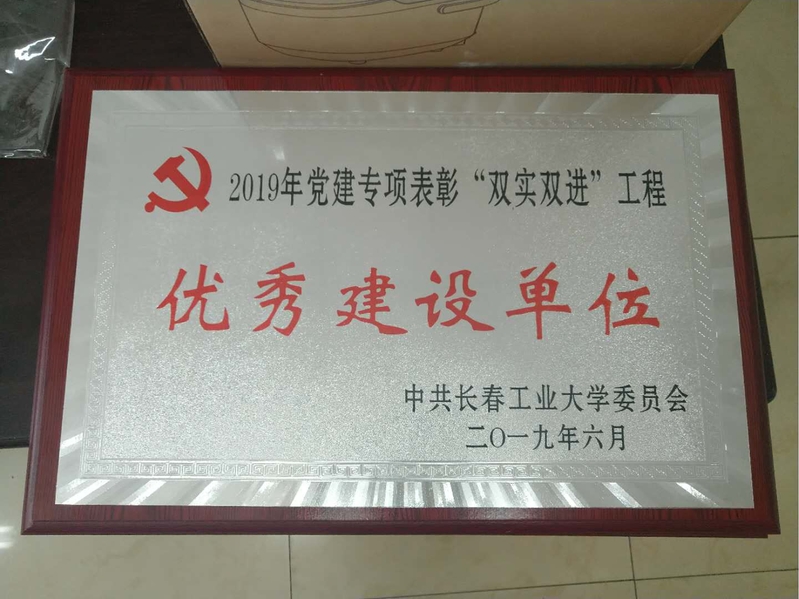 2019年党建专项表彰“双实双进”工程
优秀建设单位
中共长春工业大学委员会
二〇一九年六月